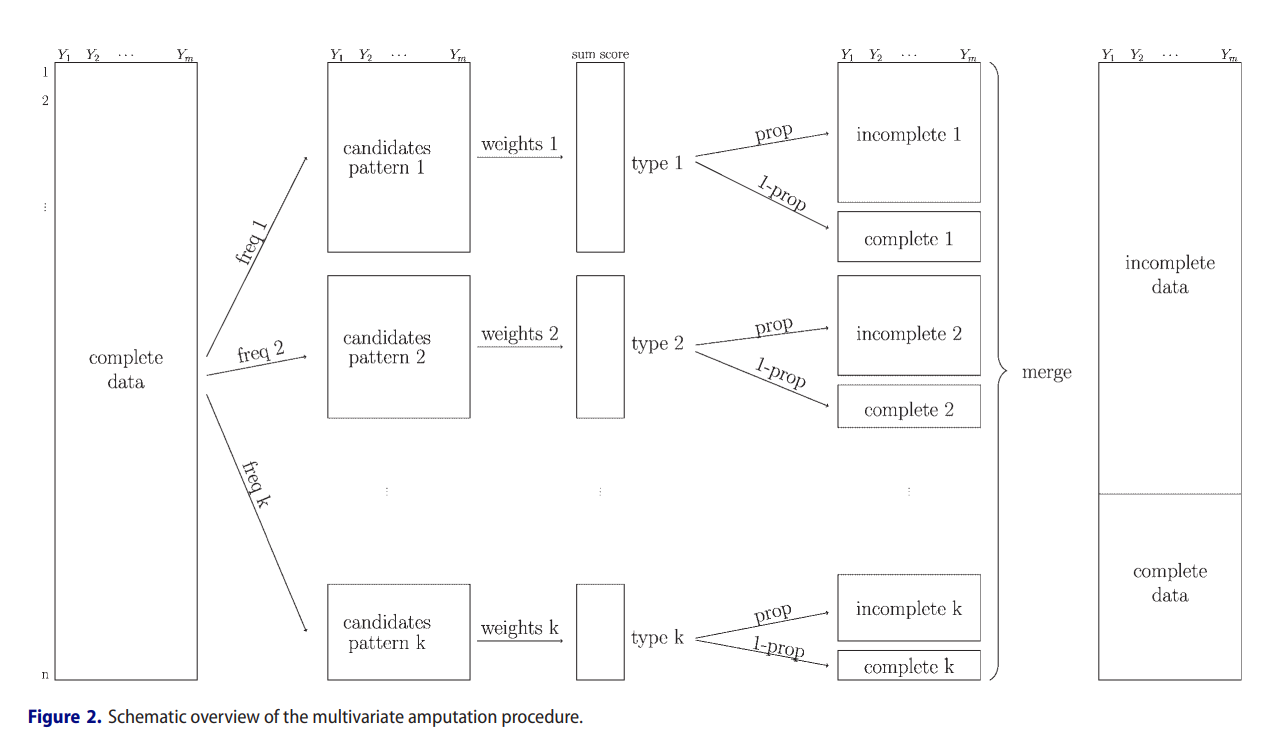 Y₁ Y₂ ⋯ Yₘ
Y₁ Y₂ ⋯ Yₘ
sum score
Y₁ Y₂ ⋯ Yₘ
Y₁ Y₂ ⋯ Yₘ
1
2
⋮
n
complete
data
freq 1
freq 2
freq k
candidates
pattern 1
weights 1
type 1
prop
1-prop
incomplete 1
complete 1
candidates
pattern 2
weights 2
type 2
prop
1-prop
incomplete 2
complete 2
⋮
⋮
⋮
candidates
pattern k
weights k
type k
prop
1-prop
incomplete k
complete k
merge
incomplete
data
complete
data
Figure 2. Schematic overview of the multivariate amputation procedure.